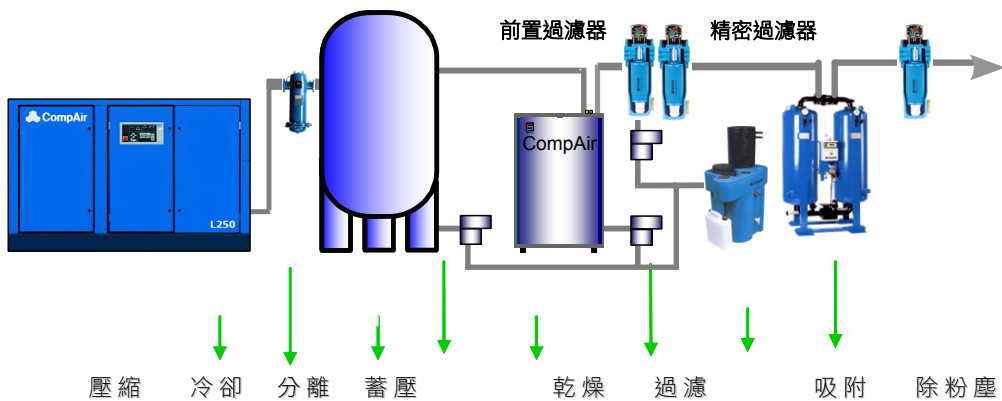 前置過濾器
精密過濾器
CompAir
CompAir
L250
壓縮
冷卻
分離
蓄壓
乾燥
過濾
吸附
除粉塵